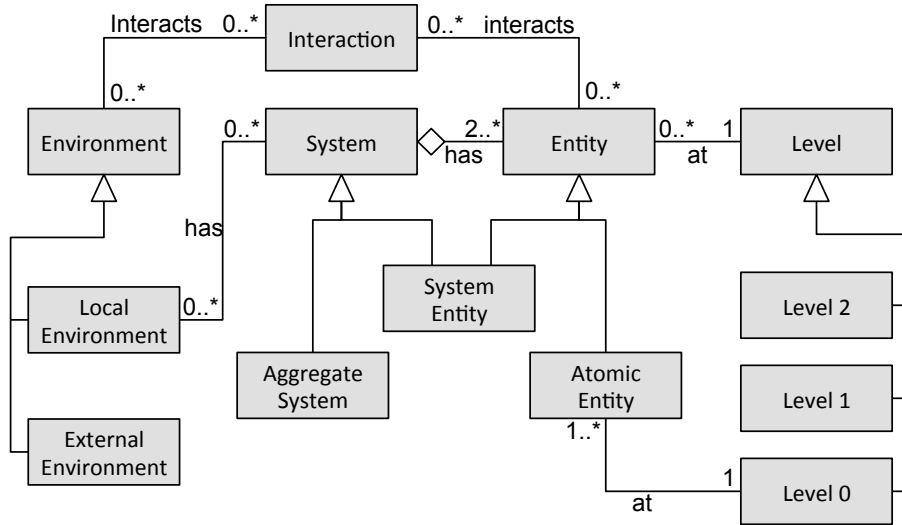 Interacts 0..* Interaction 0..* interacts
0..* 0..*
Environment 0..* System 2..* has Entity 0..* at 1 Level
has
Local
Environment
0..*
System
Entity
Level 2
Aggregate
System
Atomic
Entity
Level 1
1..*
External
Environment
at
1
Level 0